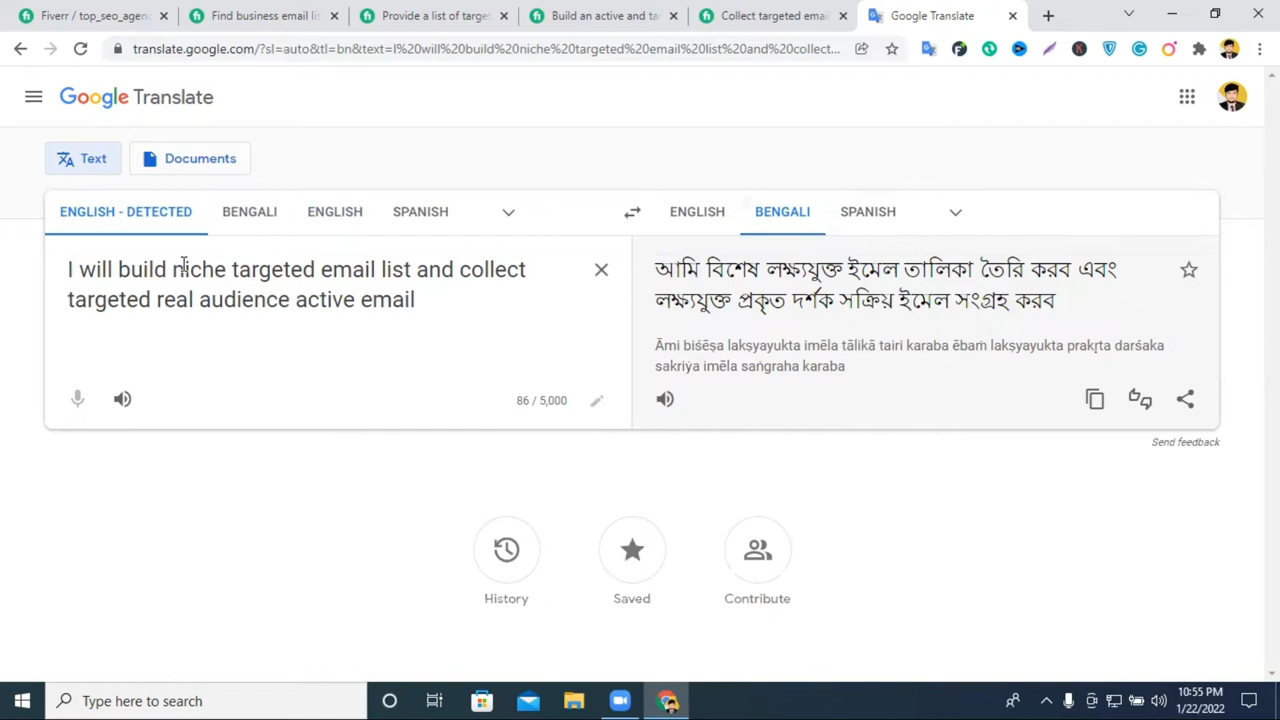 Fiverr / top_seo_agen
Find business email lis
Provide a list of target
Build an active and ta
Collect targeted email
Google Translate
translate.google.com/?sl=auto&tl=bn&text=I%20will%20build%20niche%20targeted%20email%20list%20and%20collect...
Google Translate
Text
Documents
ENGLISH - DETECTED
BENGALI
ENGLISH
SPANISH
ENGLISH
BENGALI
SPANISH
I will build niche targeted email list and collect
targeted real audience active email
আমি বিশেষ লক্ষ্যযুক্ত ইমেল তালিকা তৈরি করব এবং
লক্ষ্যযুক্ত প্রকৃত দর্শক সক্রিয় ইমেল সংগ্রহ করব
Āmi biśēṣa lakṣyayukta imēla tālikā tairi karaba ēbaṁ lakṣyayukta prakr̥ta darśaka
sakriẏa imēla saṅgraha karaba
86 / 5,000
Send feedback
History
Saved
Contribute
Type here to search
10:55 PM
1/22/2022